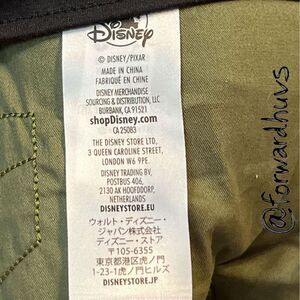 Disney
© DISNEY/PIXAR
MADE IN CHINA
FABRIQUÉ EN CHINE
DISNEY MERCHANDISE
SOURCING & DISTRIBUTION, LLC
BURBANK, CA 91521
shopDisney.com
CA 25083
THE DISNEY STORE LTD,
3 QUEEN CAROLINE STREET,
LONDON W6 9PE.
DISNEY TRADING BV,
POSTBUS 406,
2130 AK HOOFDDORP,
NETHERLANDS
DISNEYSTORE.EU
ウォルト・ディズニー・
ジャパン株式会社
ディズニー・ストア
〒105-6355
東京都港区虎ノ門
1-23-1虎ノ門ヒルズ
DISNEYSTORE.JP
@forwardhuvs